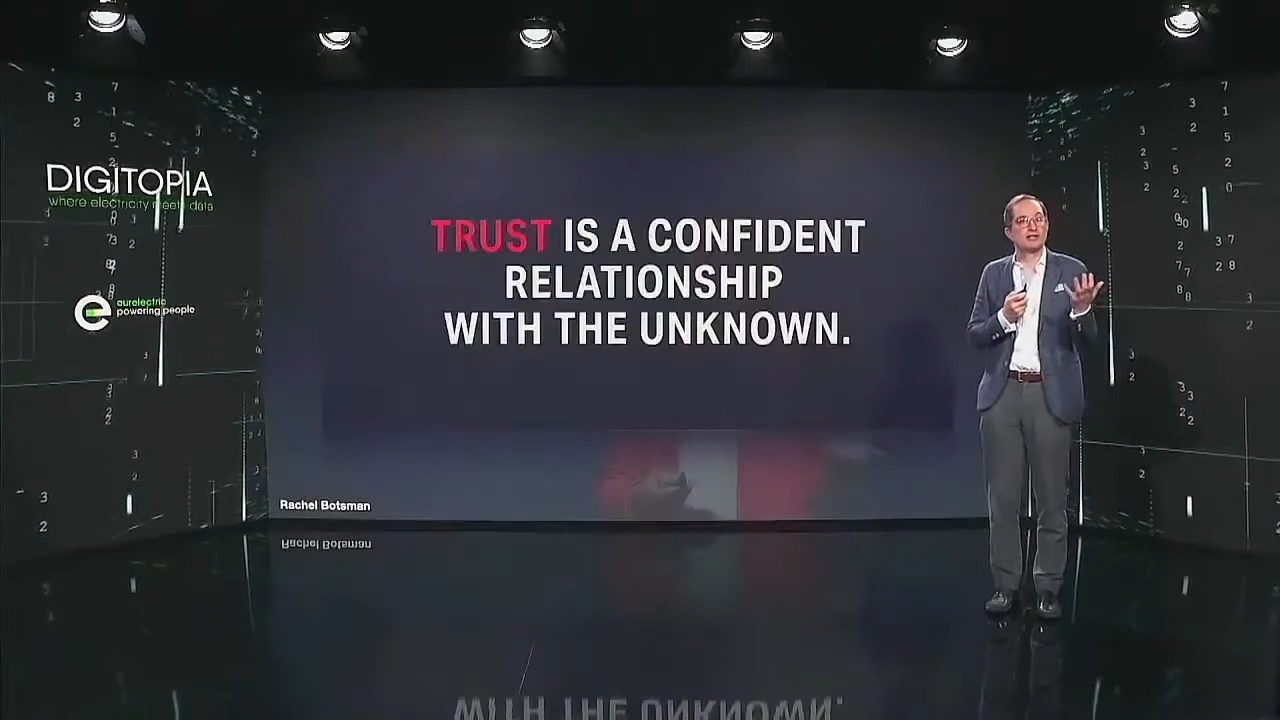 DIGITOPIA
where electricity meets data
eurelectric
powering people
TRUST IS A CONFIDENT
RELATIONSHIP
WITH THE UNKNOWN.
Rachel Botsman